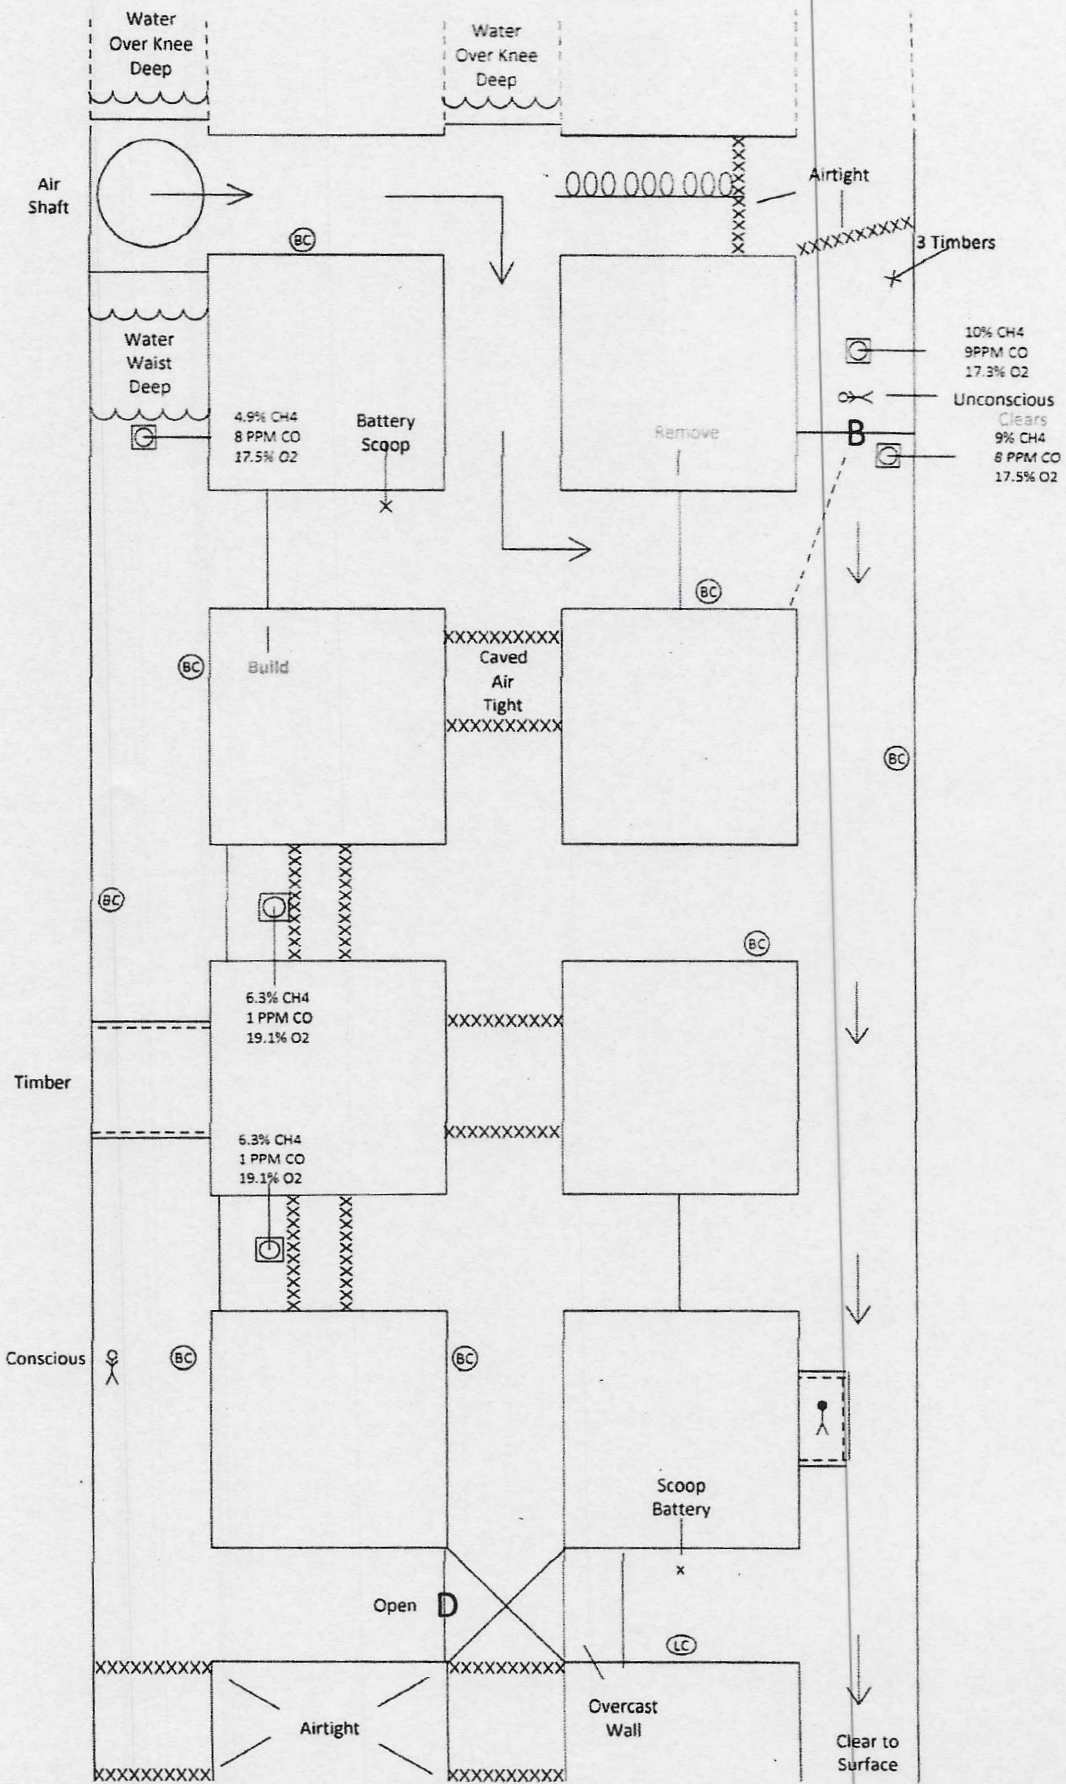 Water
Over Knee
Deep
Water
Over Knee
Deep
Air
Shaft
Airtight
3 Timbers
BC
Water
Waist
Deep
10% CH4
9PPM CO
17.3% O2
Unconscious
Clears
9% CH4
8 PPM CO
17.5% O2
4.9% CH4
8 PPM CO
17.5% O2
Battery
Scoop
Remove
B
BC
Build
BC
Caved
Air
Tight
BC
BC
BC
6.3% CH4
1 PPM CO
19.1% O2
Timber
6.3% CH4
1 PPM CO
19.1% O2
Conscious
BC
BC
Scoop
Battery
Open
D
LC
Overcast
Wall
Airtight
Clear to
Surface